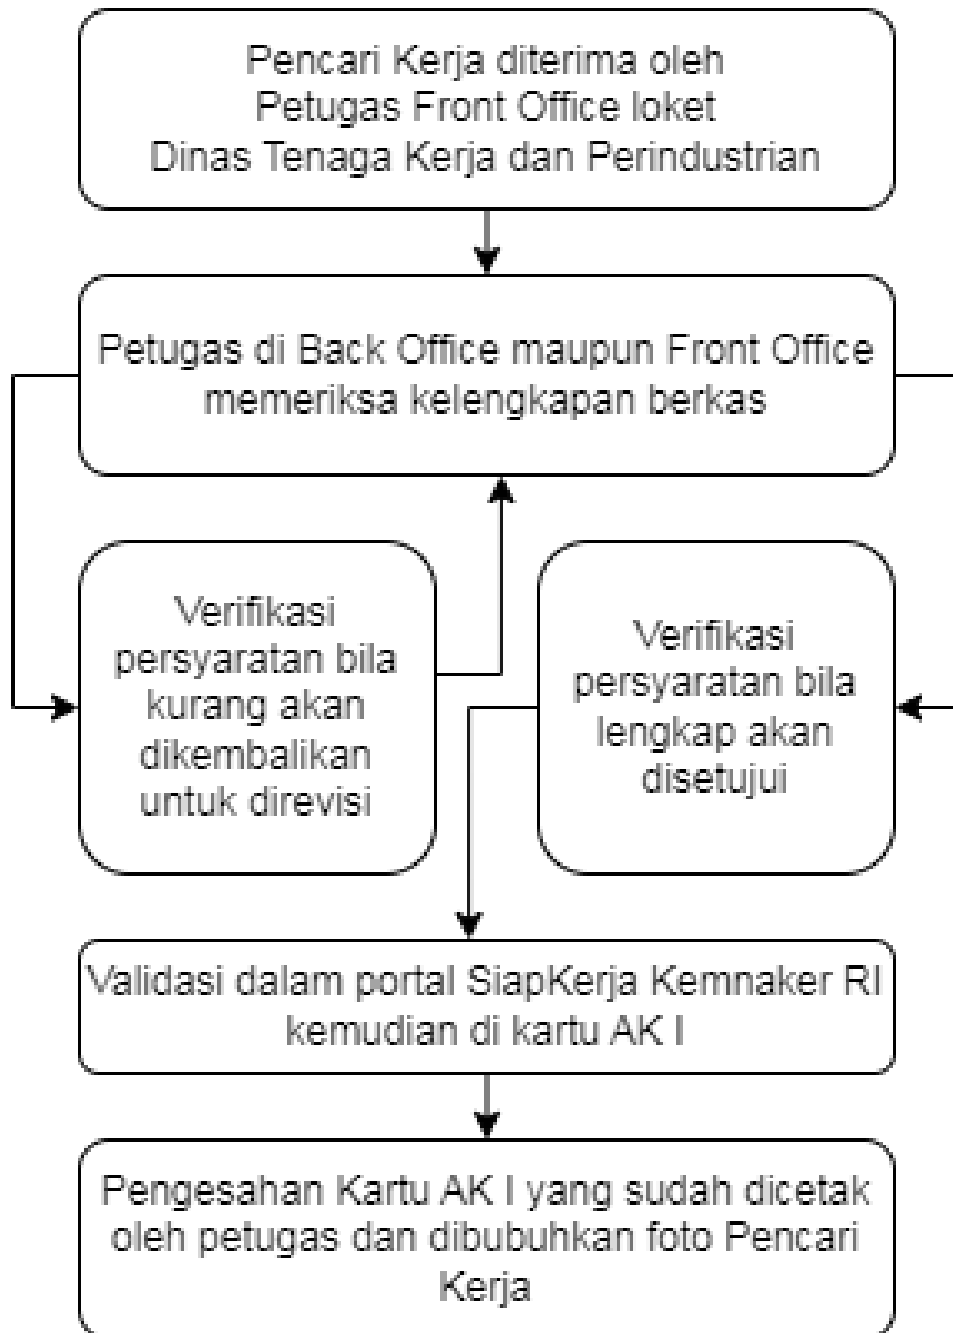 Pencari Kerja diterima oleh
Petugas Front Office loket
Dinas Tenaga Kerja dan Perindustrian
Petugas di Back Office maupun Front Office
memeriksa kelengkapan berkas
Verifikasi
persyaratan bila
kurang akan
dikembalikan
untuk direvisi
Verifikasi
persyaratan bila
lengkap akan
disetujui
Validasi dalam portal SiapKerja Kemnaker RI
kemudian di kartu AK I
Pengesahan Kartu AK I yang sudah dicetak
oleh petugas dan dibubuhkan foto Pencari
Kerja